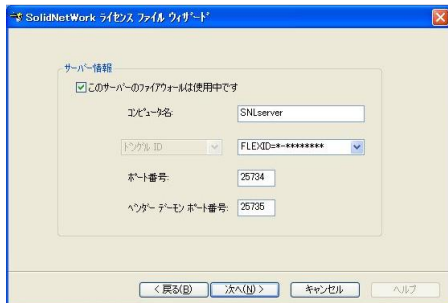 SolidNetWork ライセンス ファイル ウィザード
サーバー情報
このサーバーのファイアウォールは使用中です
コンピュータ名: SNLserver
ドングル ID FLEXID=*-********
ポート番号: 25734
ベンダー デーモン ポート番号: 25735
< 戻る(B) 次へ(N) > キャンセル ヘルプ